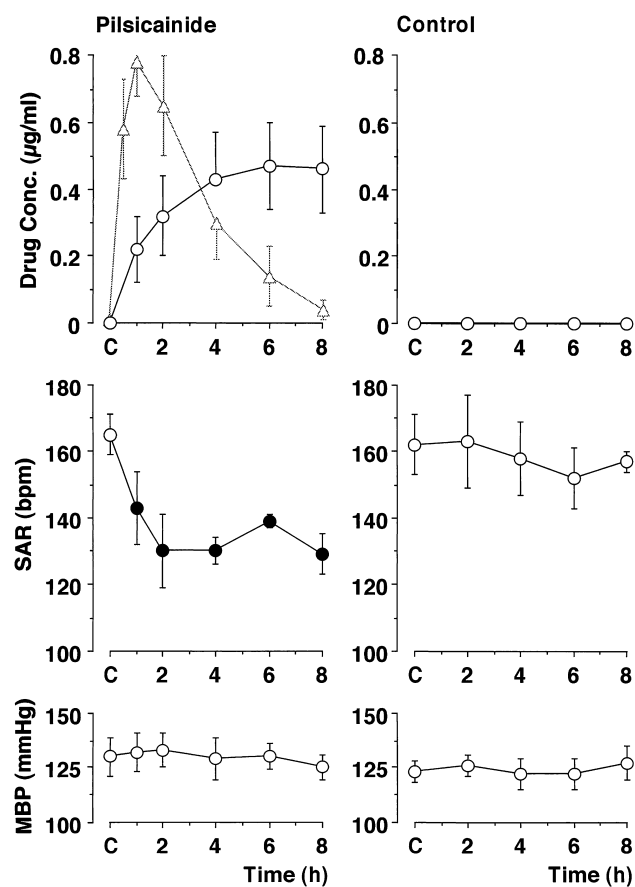 Pilsicainide Control
Drug Conc. (µg/ml)
0.8 0.8
0.6 0.6
0.4 0.4
0.2 0.2
0 0
C 2 4 6 8 C 2 4 6 8
SAR (bpm)
180 180
160 160
140 140
120 120
100 100
C 2 4 6 8 C 2 4 6 8
MBP (mmHg)
150 150
125 125
100 100
C 2 4 6 8 C 2 4 6 8
Time (h) Time (h)